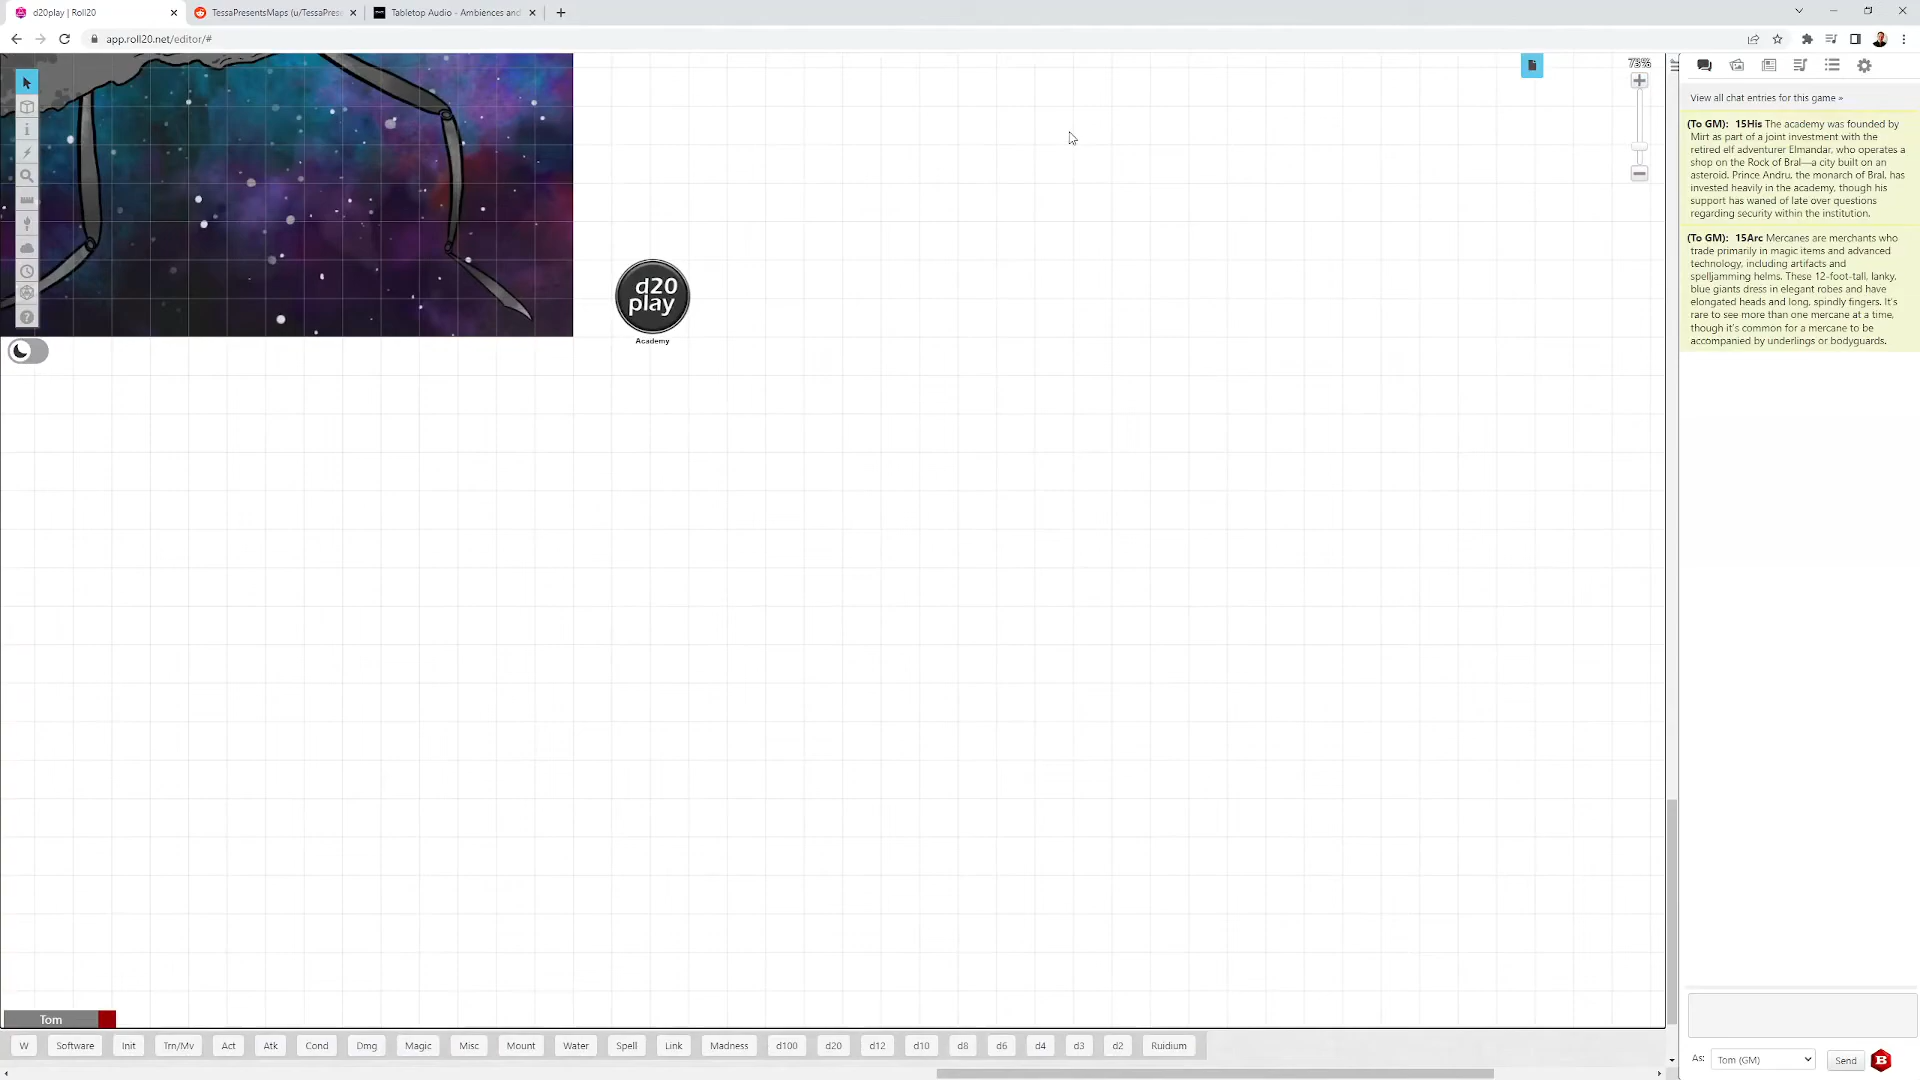 d20play | Roll20
TessaPresentsMaps (u/TessaPrese
Tabletop Audio - Ambiences and
app.roll20.net/editor/#
View all chat entries for this game »
(To GM): 15His The academy was founded by
Mirt as part of a joint investment with the
retired elf adventurer Elmandar, who operates a
shop on the Rock of Bral—a city built on an
asteroid. Prince Andru, the monarch of Bral, has
invested heavily in the academy, though his
support has waned of late over questions
regarding security within the institution.
(To GM): 15Arc Mercanes are merchants who
trade primarily in magic items and advanced
technology, including artifacts and
spelljamming helms. These 12-foot-tall, lanky,
blue giants dress in elegant robes and have
elongated heads and long, spindly fingers. It's
rare to see more than one mercane at a time,
though it's common for a mercane to be
accompanied by underlings or bodyguards.
d20
play
Academy
Tom
W Software Init Trn/Mv Act Atk Cond Dmg Magic Misc Mount Water Spell Link Madness d100 d20 d12 d10 d8 d6 d4 d3 d2 Ruidium
As: Tom (GM) Send